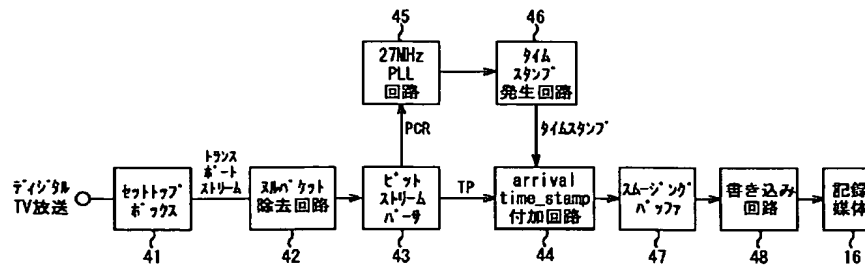 45
46
27MHz
PLL
回路
タイム
スタンプ
発生回路
PCR
タイムスタンプ
ディジタル
TV放送
セットトップ
ボックス
トランス
ポート
ストリーム
ヌルパケット
除去回路
ビット
ストリーム
パーサ
TP
arrival
time_stamp
付加回路
スムージング
バッファ
書き込み
回路
記録
媒体
41
42
43
44
47
48
16